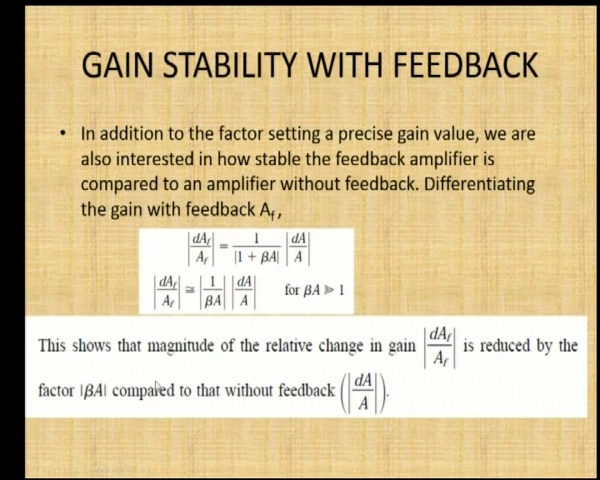 GAIN STABILITY WITH FEEDBACK
• In addition to the factor setting a precise gain value, we are
also interested in how stable the feedback amplifier is
compared to an amplifier without feedback. Differentiating
the gain with feedback A_f,
|dA_f/A_f| = 1/|1 + βA| |dA/A|
|dA_f/A_f| ≅ |1/βA| |dA/A| for βA ≫ 1
This shows that magnitude of the relative change in gain |dA_f/A_f| is reduced by the
factor |βA| compared to that without feedback (|dA/A|).